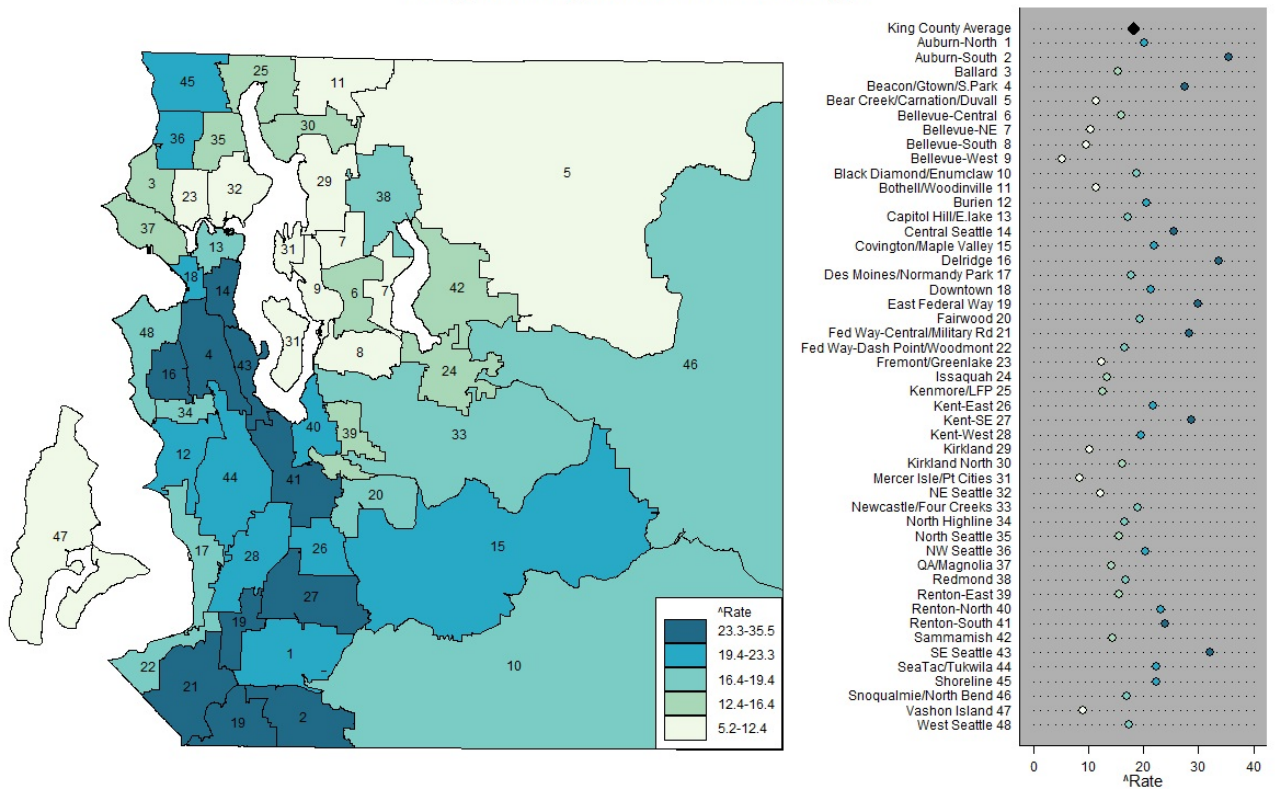 45
25
11
36
35
30
5
3
23
32
29
38
37
13
31
7
18
14
9
6
7
42
48
4
31
8
46
16
43
24
34
40
39
33
12
44
41
20
47
17
28
26
15
27
19
1
22
21
10
19
2
^Rate
23.3-35.5
19.4-23.3
16.4-19.4
12.4-16.4
5.2-12.4
King County Average
Auburn-North 1
Auburn-South 2
Ballard 3
Beacon/Gtown/S.Park 4
Bear Creek/Carnation/Duvall 5
Bellevue-Central 6
Bellevue-NE 7
Bellevue-South 8
Bellevue-West 9
Black Diamond/Enumclaw 10
Bothell/Woodinville 11
Burien 12
Capitol Hill/E.lake 13
Central Seattle 14
Covington/Maple Valley 15
Delridge 16
Des Moines/Normandy Park 17
Downtown 18
East Federal Way 19
Fairwood 20
Fed Way-Central/Military Rd 21
Fed Way-Dash Point/Woodmont 22
Fremont/Greenlake 23
Issaquah 24
Kenmore/LFP 25
Kent-East 26
Kent-SE 27
Kent-West 28
Kirkland 29
Kirkland North 30
Mercer Isle/Pt Cities 31
NE Seattle 32
Newcastle/Four Creeks 33
North Highline 34
North Seattle 35
NW Seattle 36
QA/Magnolia 37
Redmond 38
Renton-East 39
Renton-North 40
Renton-South 41
Sammamish 42
SE Seattle 43
SeaTac/Tukwila 44
Shoreline 45
Snoqualmie/North Bend 46
Vashon Island 47
West Seattle 48
0 10 20 30 40
^Rate